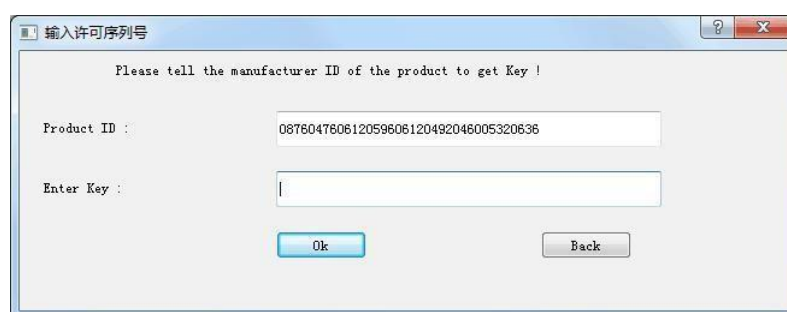 输入许可序列号
Please tell the manufacturer ID of the product to get Key !
Product ID :
087604760612059606120492046005320636
Enter Key :
Ok
Back